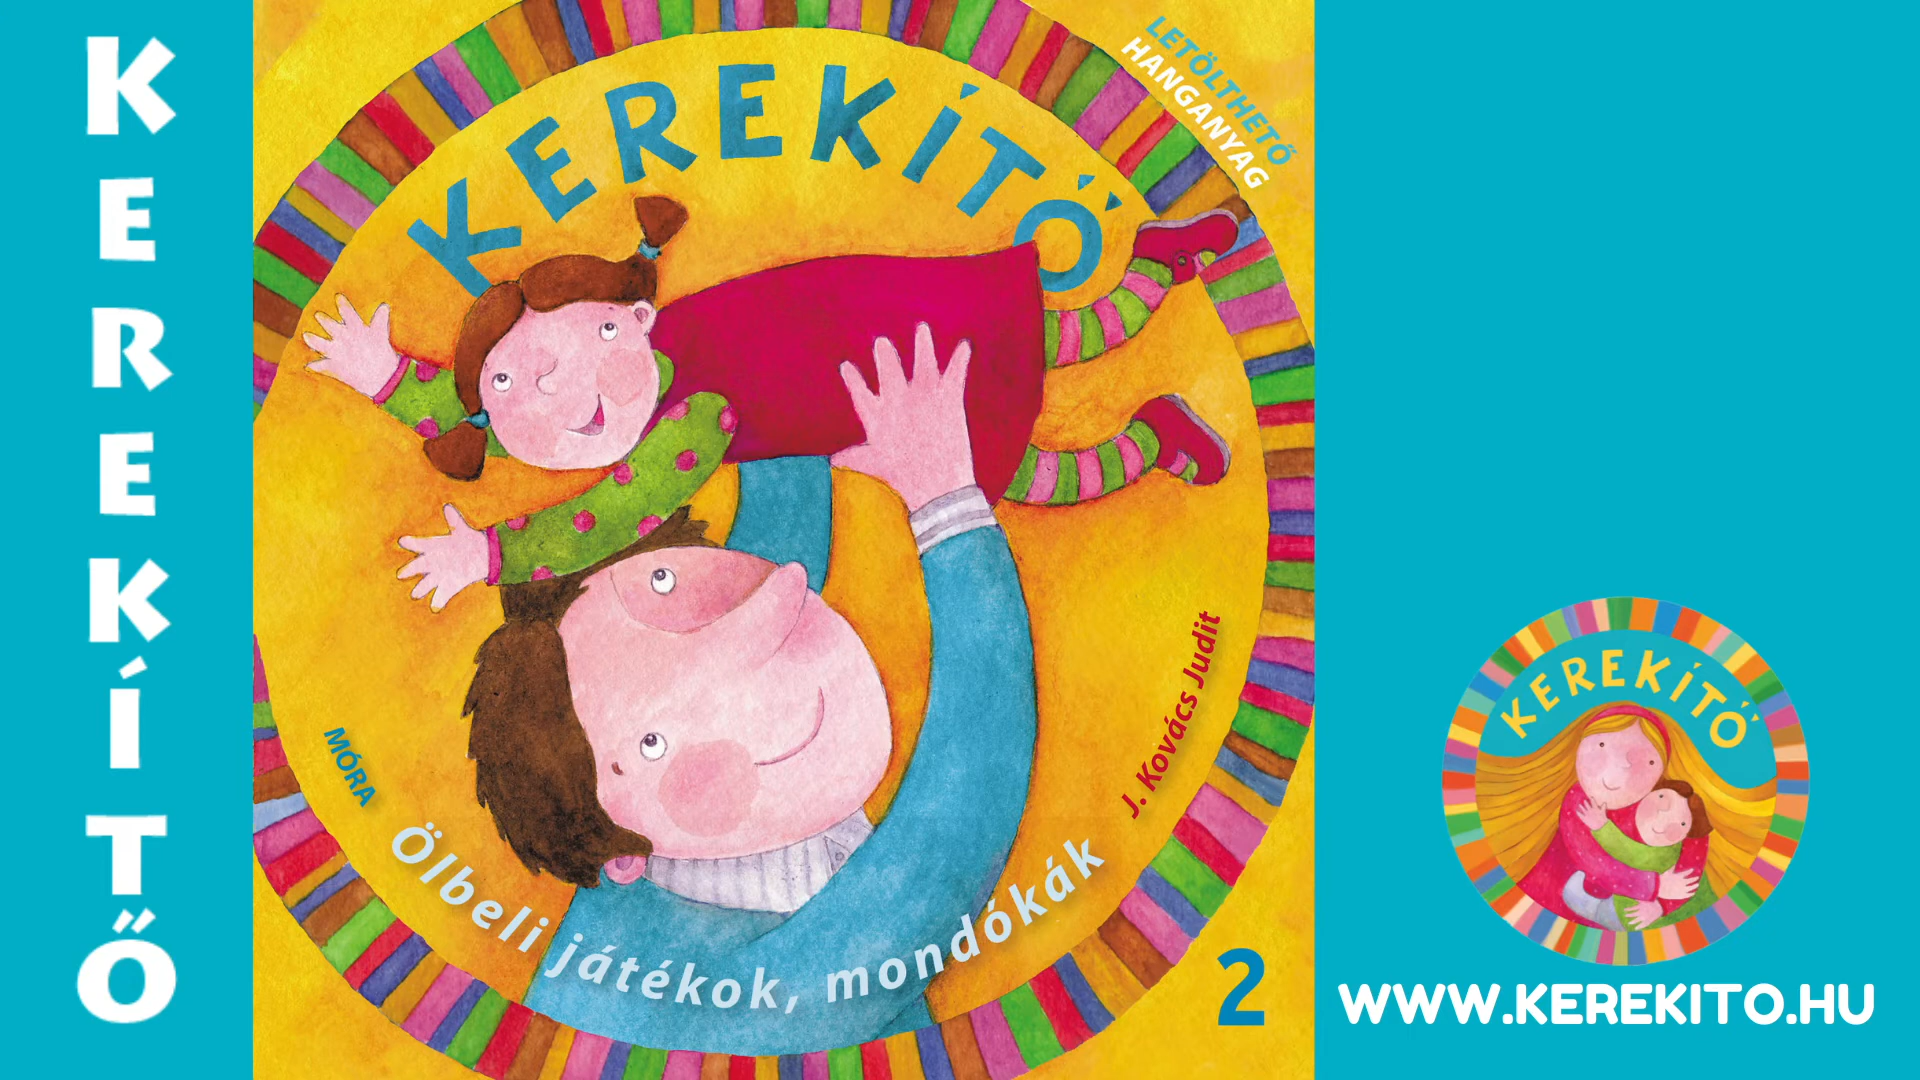 KEREKÍTŐ
LETÖLTHETŐ
HANGANYAG
KEREKÍTŐ
J. Kovács Judit
MÓRA
Ölbeli játékok, mondókák
2
KEREKÍTŐ
WWW.KEREKITO.HU